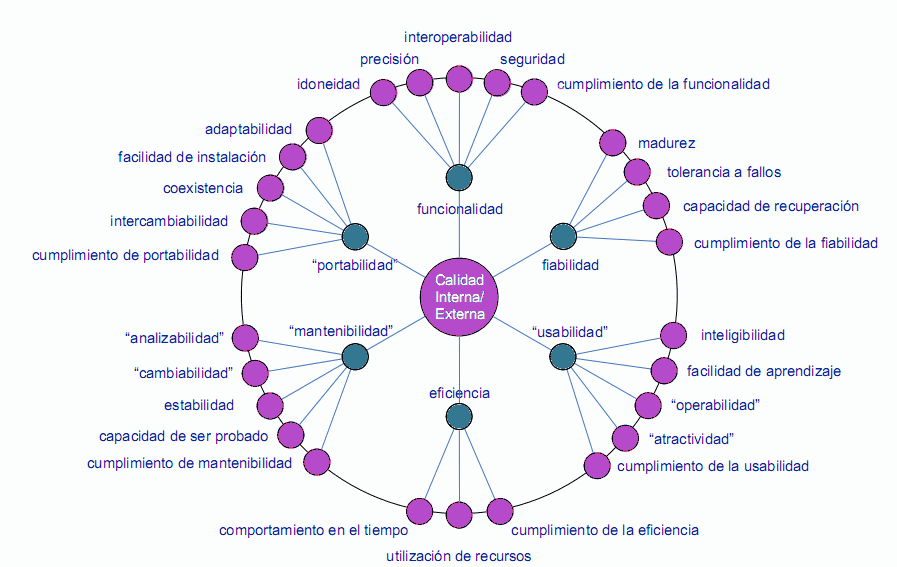 interoperabilidad
precisión
seguridad
idoneidad
cumplimiento de la funcionalidad
adaptabilidad
madurez
facilidad de instalación
tolerancia a fallos
coexistencia
capacidad de recuperación
intercambiabilidad
funcionalidad
cumplimiento de la fiabilidad
cumplimiento de portabilidad
“portabilidad”
fiabilidad
Calidad
Interna/
Externa
“mantenibilidad”
“usabilidad”
“analizabilidad”
inteligibilidad
“cambiabilidad”
facilidad de aprendizaje
eficiencia
estabilidad
“operabilidad”
capacidad de ser probado
“atractividad”
cumplimiento de mantenibilidad
cumplimiento de la usabilidad
comportamiento en el tiempo
cumplimiento de la eficiencia
utilización de recursos